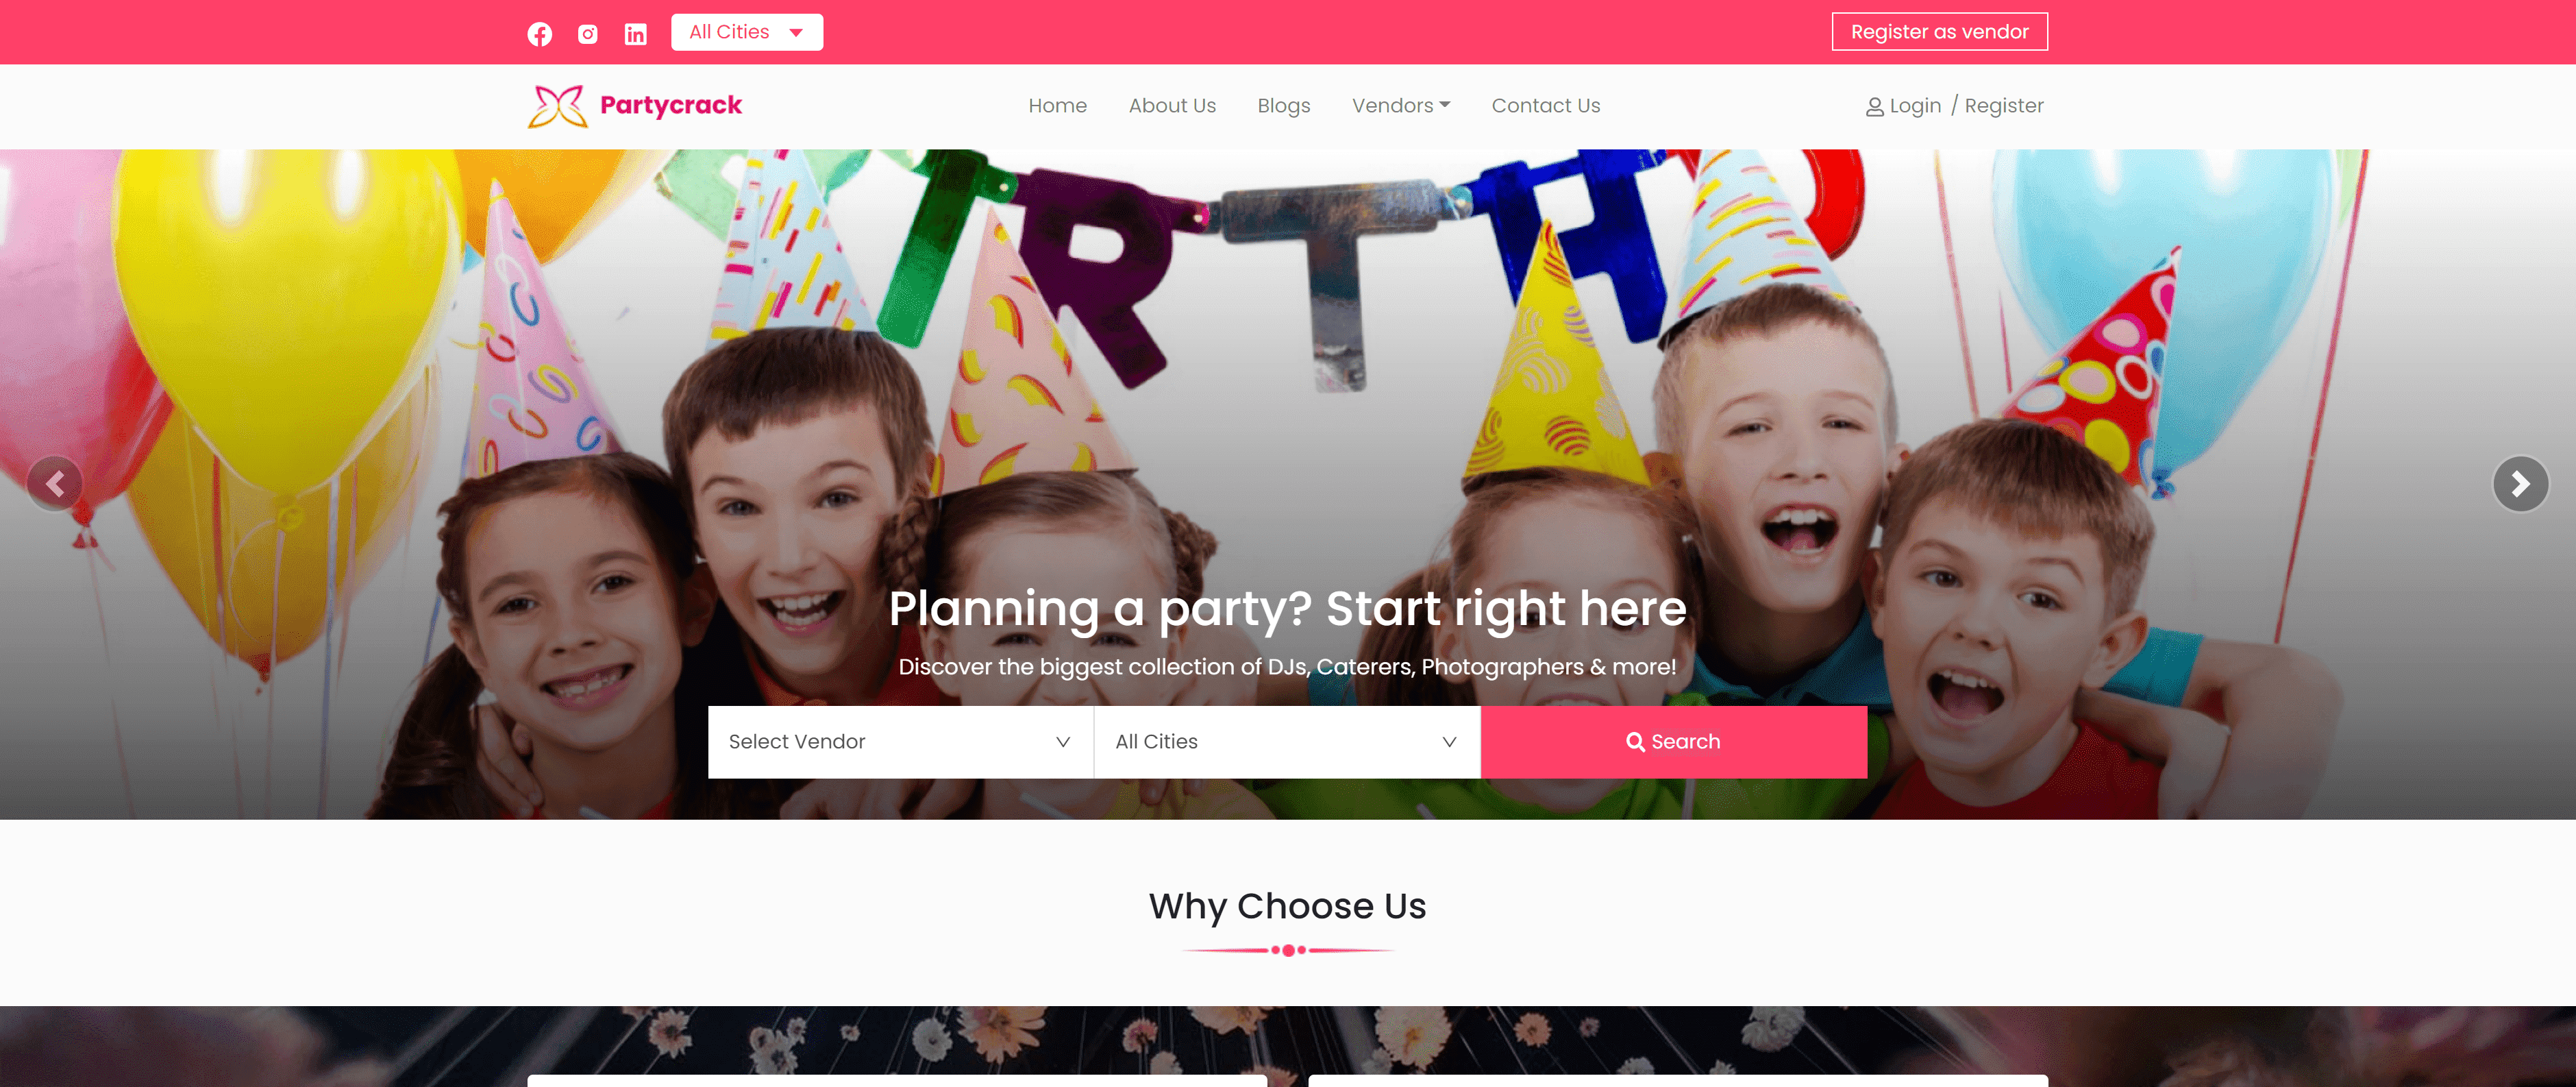 All Cities
Register as vendor
Partycrack
Home
About Us
Blogs
Vendors
Contact Us
Login / Register
IRTHD
Planning a party? Start right here
Discover the biggest collection of DJs, Caterers, Photographers & more!
Select Vendor
All Cities
Search
Why Choose Us